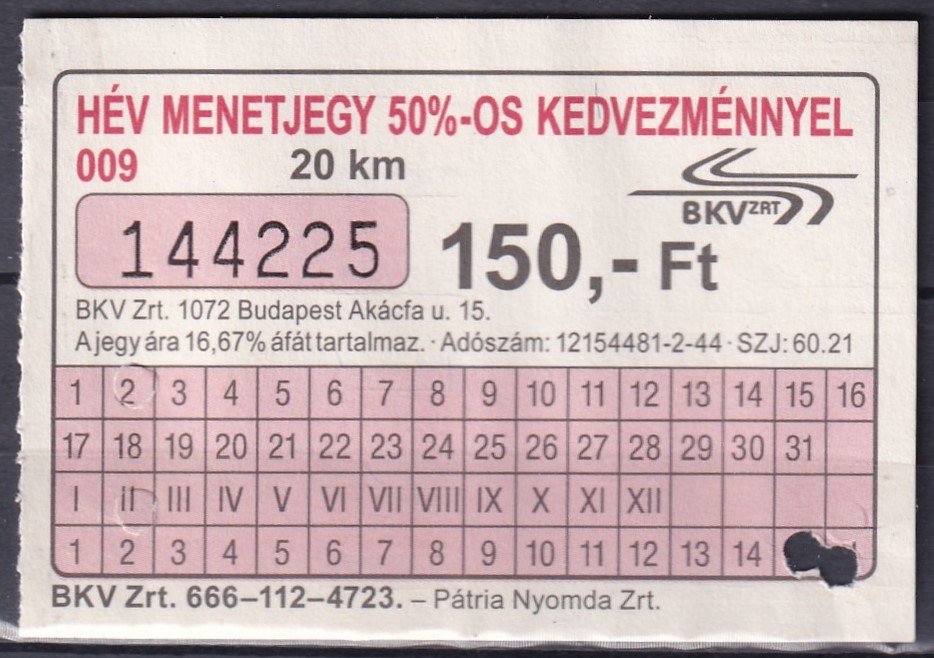 HÉV MENETJEGY 50%-OS KEDVEZMÉNNYEL
009 20 km
BKV ZRT
144225 150,- Ft
BKV Zrt. 1072 Budapest Akácfa u. 15.
A jegy ára 16,67% áfát tartalmaz. · Adószám: 12154481-2-44 · SZJ: 60.21
1 2 3 4 5 6 7 8 9 10 11 12 13 14 15 16
17 18 19 20 21 22 23 24 25 26 27 28 29 30 31
I II III IV V VI VII VIII IX X XI XII
1 2 3 4 5 6 7 8 9 10 11 12 13 14
BKV Zrt. 666–112–4723. – Pátria Nyomda Zrt.